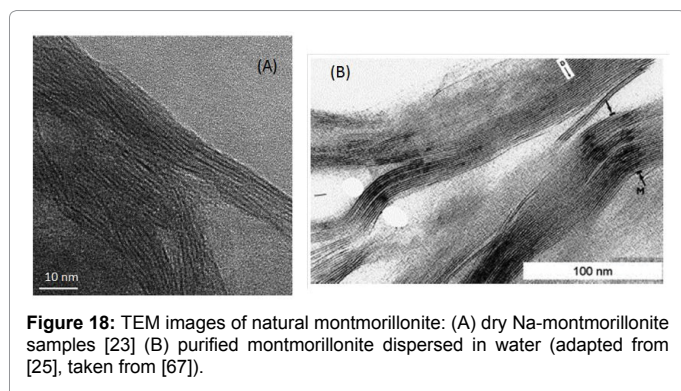 (A)
(B)
10 nm
M
100 nm
Figure 18: TEM images of natural montmorillonite: (A) dry Na-montmorillonite
samples [23] (B) purified montmorillonite dispersed in water (adapted from
[25], taken from [67]).